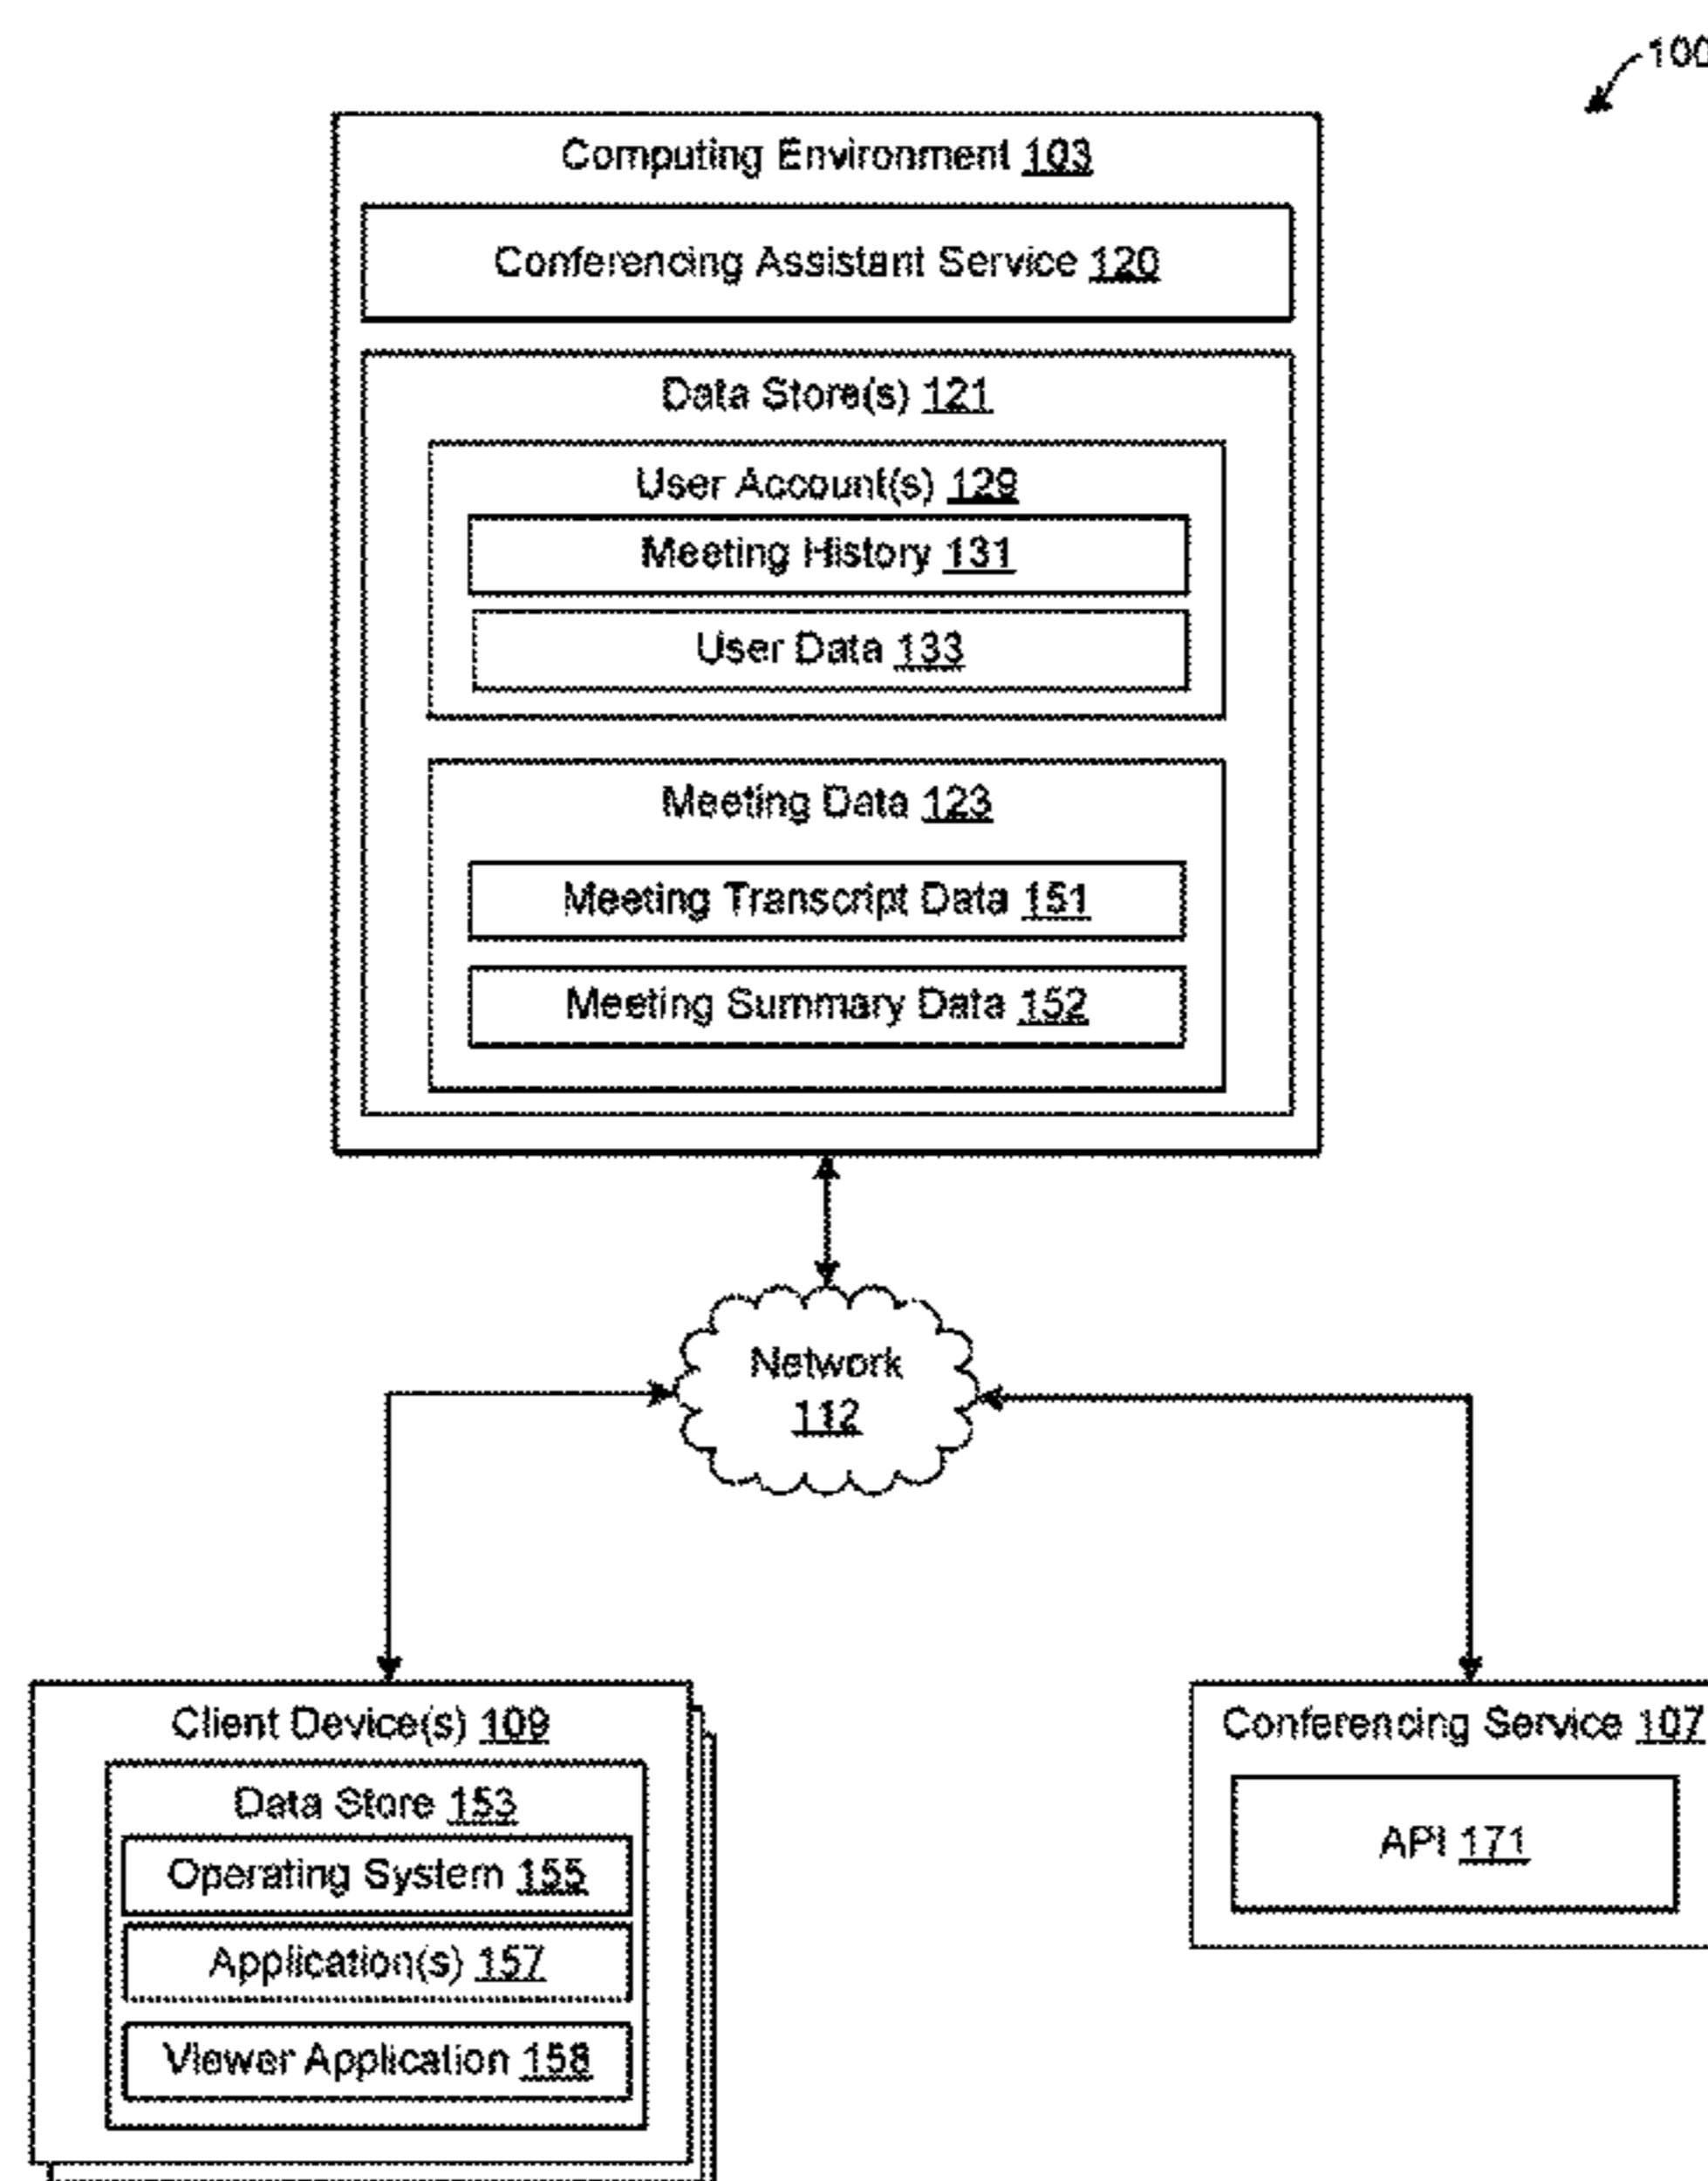 100
Computing Environment 103
Conferencing Assistant Service 120
Data Store(s) 121
User Account(s) 129
Meeting History 131
User Data 133
Meeting Data 123
Meeting Transcript Data 151
Meeting Summary Data 152
Network
112
Client Device(s) 109
Data Store 153
Operating System 155
Application(s) 157
Viewer Application 158
Conferencing Service 107
API 171